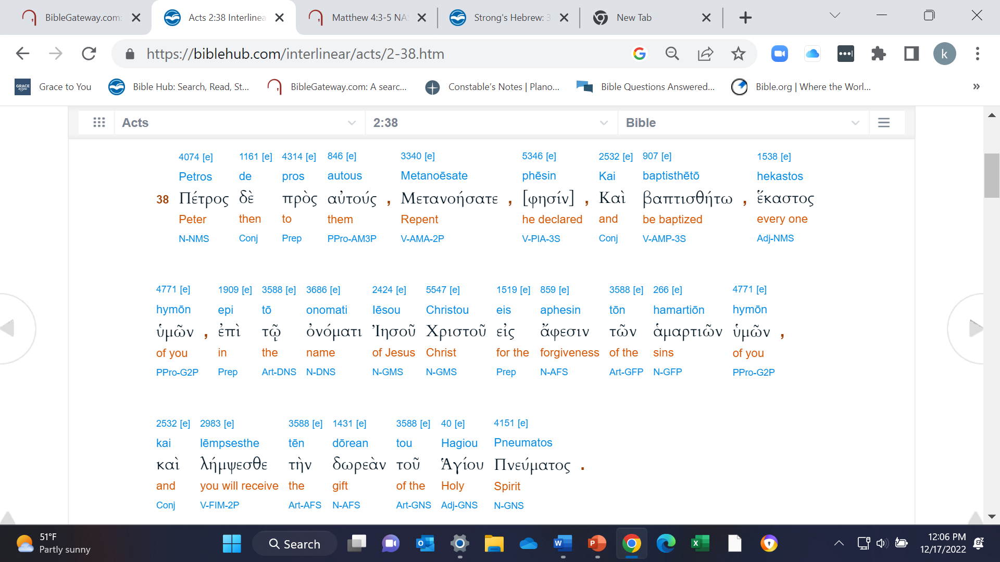 BibleGateway.com: Acts 2:38 Interlinea Matthew 4:3-5 NA Strong's Hebrew: 3 New Tab
https://biblehub.com/interlinear/acts/2-38.htm k
GRACE Grace to You Bible Hub: Search, Read, St... BibleGateway.com: A searc... Constable's Notes | Plano... Bible Questions Answered... Bible.org | Where the Worl... »
Acts 2:38 Bible
4074 [e] 1161 [e] 4314 [e] 846 [e] 3340 [e] 5346 [e] 2532 [e] 907 [e] 1538 [e]
Petros de pros autous Metanoēsate phēsin Kai baptisthētō hekastos
38 Πέτρος δὲ πρὸς αὐτούς , Μετανοήσατε , [φησίν] , Καὶ βαπτισθήτω , ἕκαστος
Peter then to them Repent he declared and be baptized every one
N-NMS Conj Prep PPro-AM3P V-AMA-2P V-PIA-3S Conj V-AMP-3S Adj-NMS
4771 [e] 1909 [e] 3588 [e] 3686 [e] 2424 [e] 5547 [e] 1519 [e] 859 [e] 3588 [e] 266 [e] 4771 [e]
hymōn epi tō onomati Iēsou Christou eis aphesin tōn hamartiōn hymōn
ὑμῶν , ἐπὶ τῷ ὀνόματι Ἰησοῦ Χριστοῦ εἰς ἄφεσιν τῶν ἁμαρτιῶν ὑμῶν ,
of you in the name of Jesus Christ for the forgiveness of the sins of you
PPro-G2P Prep Art-DNS N-DNS N-GMS N-GMS Prep N-AFS Art-GFP N-GFP PPro-G2P
2532 [e] 2983 [e] 3588 [e] 1431 [e] 3588 [e] 40 [e] 4151 [e]
kai lēmpsesthe tēn dōrean tou Hagiou Pneumatos
καὶ λήμψεσθε τὴν δωρεὰν τοῦ Ἁγίου Πνεύματος .
and you will receive the gift of the Holy Spirit
Conj V-FIM-2P Art-AFS N-AFS Art-GNS Adj-GNS N-GNS
51°F
Partly sunny
Search
12:06 PM
12/17/2022